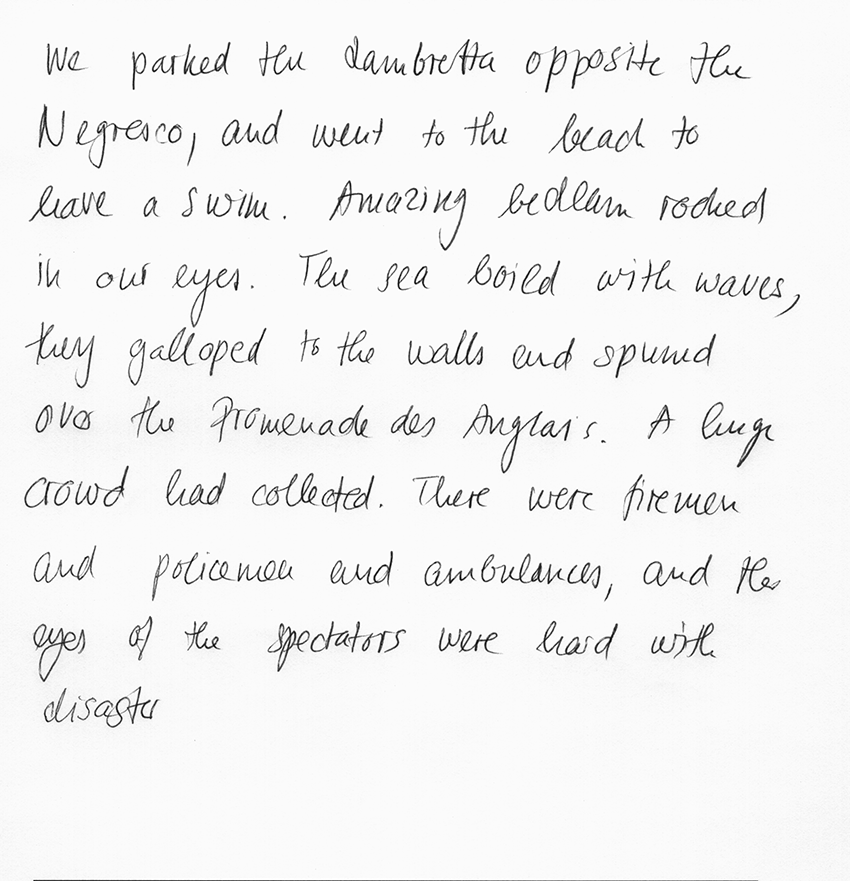 We parked the Lambretta opposite the
Negresco, and went to the beach to
have a swim. Amazing bedlam rocked
in our eyes. The sea boild with waves,
they galloped to the walls and spumed
over the Promenade des Anglais. A huge
crowd had collected. There were firemen
and policemen and ambulances, and the
eyes of the spectators were hard with
disaster